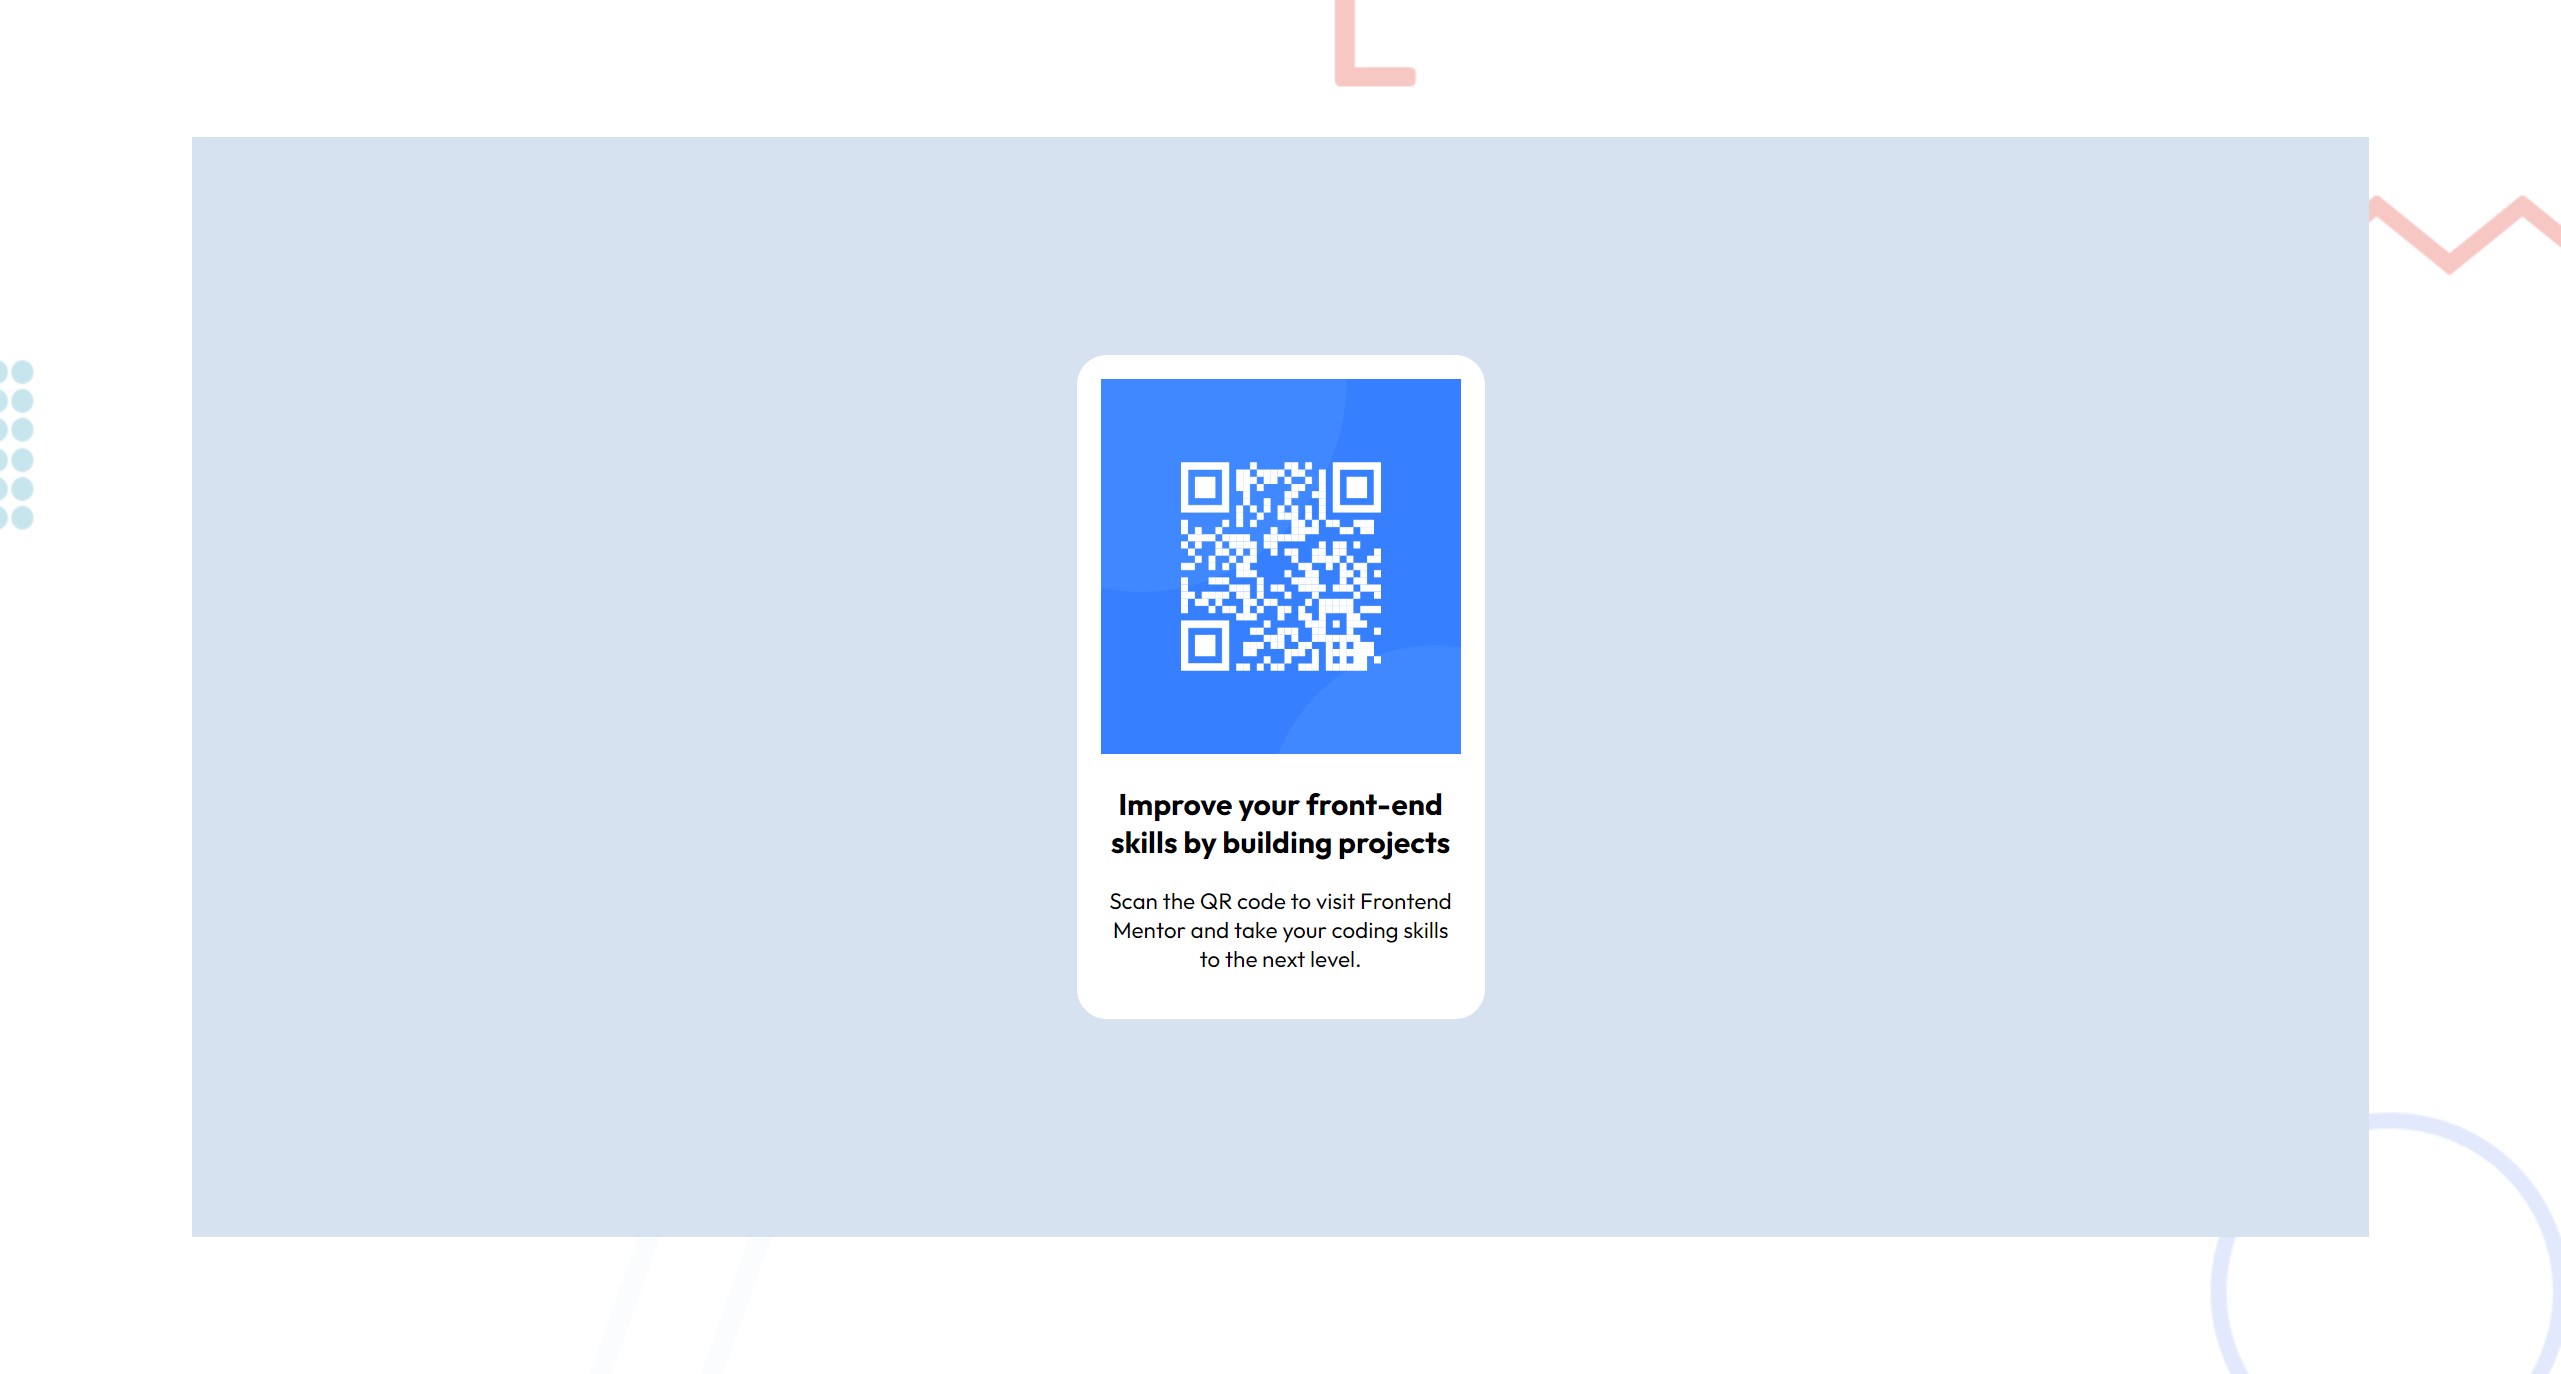 Improve your front-end
skills by building projects
Scan the QR code to visit Frontend
Mentor and take your coding skills
to the next level.